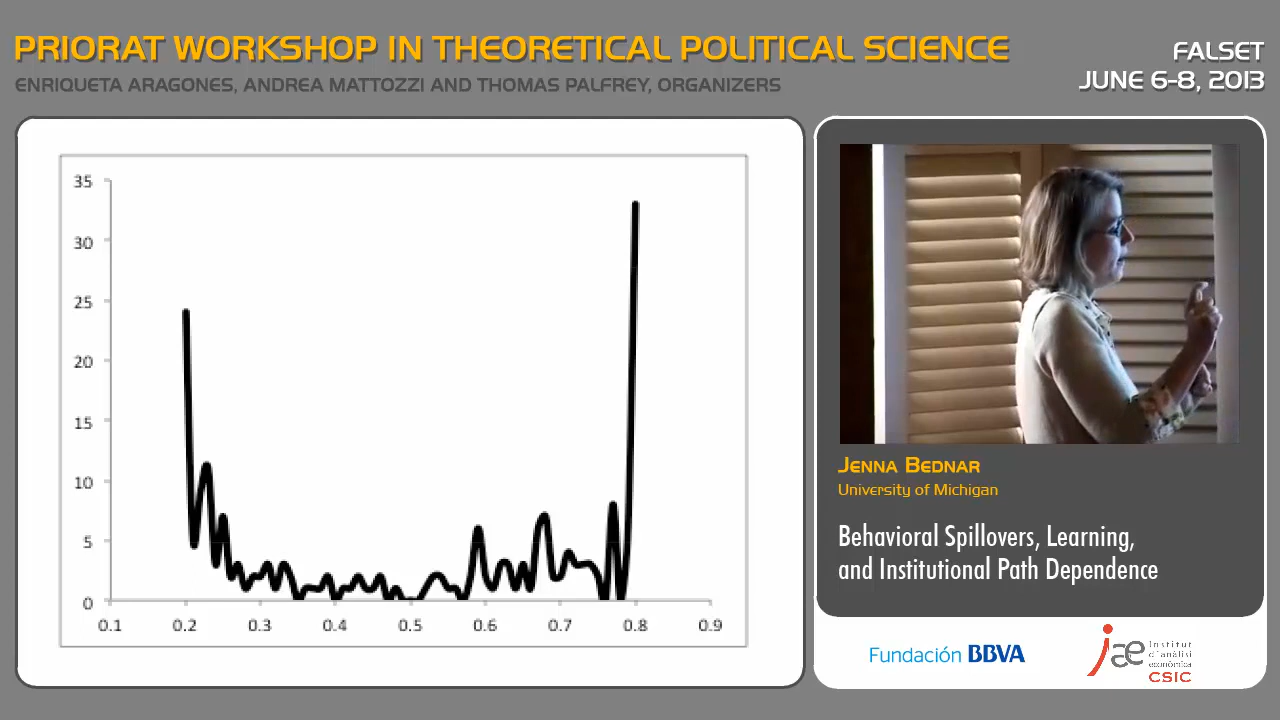 PRIORAT WORKSHOP IN THEORETICAL POLITICAL SCIENCE
ENRIQUETA ARAGONES, ANDREA MATTOZZI AND THOMAS PALFREY, ORGANIZERS
FALSET
JUNE 6-8, 2013
35
30
25
20
15
10
5
0
0.1 0.2 0.3 0.4 0.5 0.6 0.7 0.8 0.9
JENNA BEDNAR
University of Michigan
Behavioral Spillovers, Learning,
and Institutional Path Dependence
Fundación BBVA
iae
Institut
d'anàlisi
econòmica
CSIC